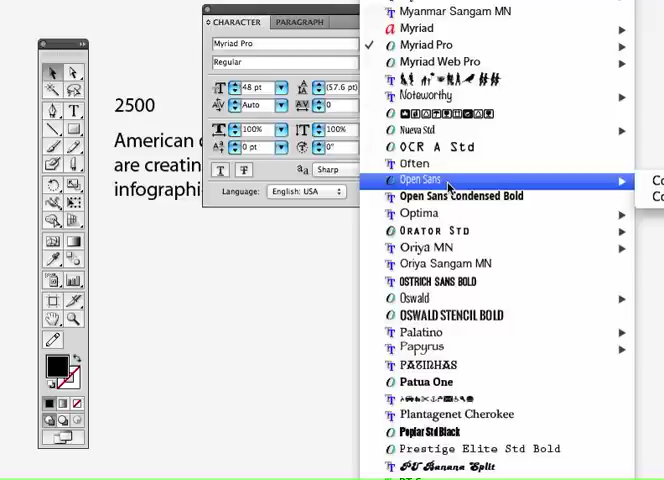 CHARACTER PARAGRAPH
Myriad Pro
Regular
48 pt (57.6 pt)
Auto 0
100% 100%
0 pt 0°
Sharp
Language: English: USA
2500
American
are creatin
infographi
Myanmar Sangam MN
Myriad
Myriad Pro
Myriad Web Pro
Noteworthy
Nueva Std
OCR A Std
Often
Open Sans
Open Sans Condensed Bold
Optima
ORATOR STD
Oriya MN
Oriya Sangam MN
OSTRICH SANS BOLD
Oswald
OSWALD STENCIL BOLD
Palatino
Papyrus
Patua One
Plantagenet Cherokee
Poplar Std Black
Prestige Elite Std Bold
Co
Co